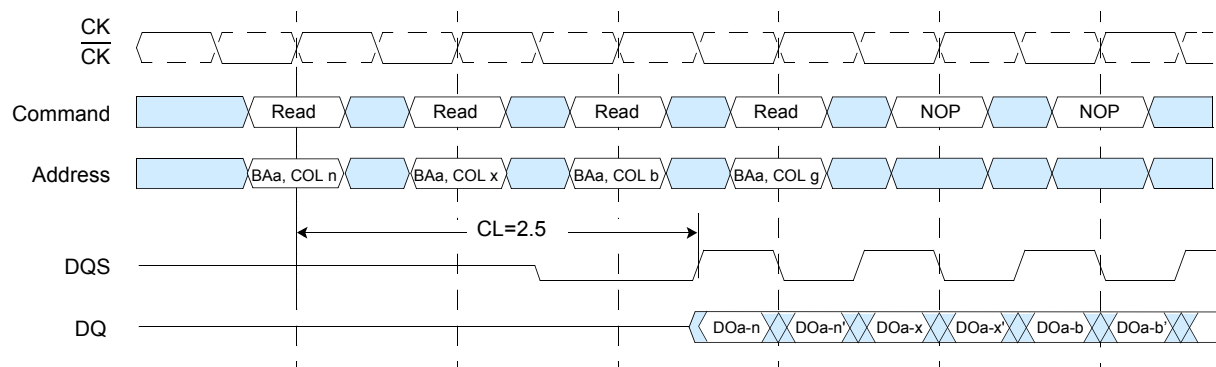 CK
CK
Command Read Read Read Read NOP NOP
Address BAa, COL n BAa, COL x BAa, COL b BAa, COL g
CL=2.5
DQS
DQ DOa-n DOa-n' DOa-x DOa-x' DOa-b DOa-b’